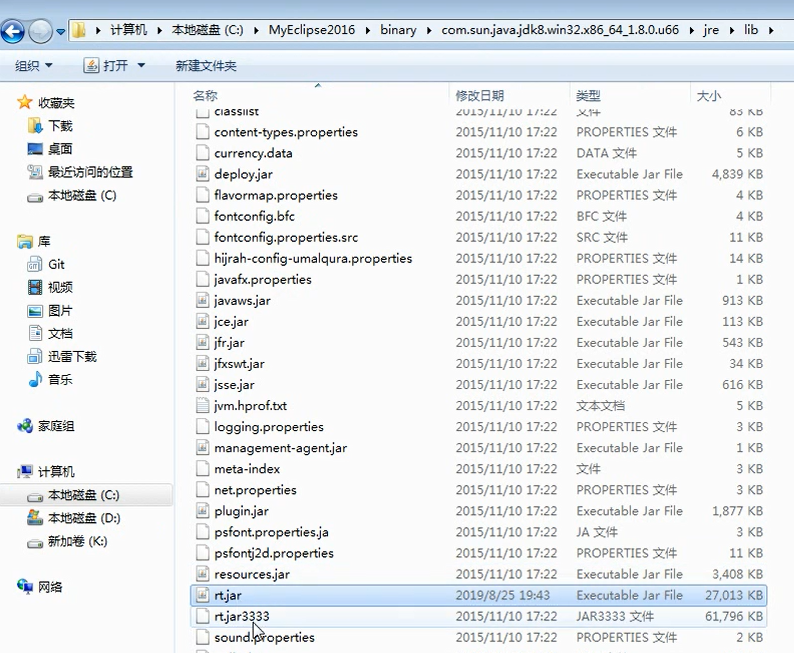 计算机 本地磁盘 (C:) MyEclipse2016 binary com.sun.java.jdk8.win32.x86_64_1.8.0.u66 jre lib
组织 打开 新建文件夹
收藏夹
下载
桌面
最近访问的位置
本地磁盘 (C)
库
Git
视频
图片
文档
迅雷下载
音乐
家庭组
计算机
本地磁盘 (C:)
本地磁盘 (D:)
新加卷 (K:)
网络
名称 修改日期 类型 大小
classlist 2015/11/10 17:22 文件 83 KB
content-types.properties 2015/11/10 17:22 PROPERTIES 文件 6 KB
currency.data 2015/11/10 17:22 DATA 文件 5 KB
deploy.jar 2015/11/10 17:22 Executable Jar File 4,839 KB
flavormap.properties 2015/11/10 17:22 PROPERTIES 文件 4 KB
fontconfig.bfc 2015/11/10 17:22 BFC 文件 4 KB
fontconfig.properties.src 2015/11/10 17:22 SRC 文件 11 KB
hijrah-config-umalqura.properties 2015/11/10 17:22 PROPERTIES 文件 14 KB
javafx.properties 2015/11/10 17:22 PROPERTIES 文件 1 KB
javaws.jar 2015/11/10 17:22 Executable Jar File 913 KB
jce.jar 2015/11/10 17:22 Executable Jar File 113 KB
jfr.jar 2015/11/10 17:22 Executable Jar File 543 KB
jfxswt.jar 2015/11/10 17:22 Executable Jar File 34 KB
jsse.jar 2015/11/10 17:22 Executable Jar File 616 KB
jvm.hprof.txt 2015/11/10 17:22 文本文档 5 KB
logging.properties 2015/11/10 17:22 PROPERTIES 文件 3 KB
management-agent.jar 2015/11/10 17:22 Executable Jar File 1 KB
meta-index 2015/11/10 17:22 文件 3 KB
net.properties 2015/11/10 17:22 PROPERTIES 文件 3 KB
plugin.jar 2015/11/10 17:22 Executable Jar File 1,877 KB
psfont.properties.ja 2015/11/10 17:22 JA 文件 3 KB
psfontj2d.properties 2015/11/10 17:22 PROPERTIES 文件 11 KB
resources.jar 2015/11/10 17:22 Executable Jar File 3,408 KB
rt.jar 2019/8/25 19:43 Executable Jar File 27,013 KB
rt.jar3333 2015/11/10 17:22 JAR3333 文件 61,796 KB
sound.properties 2015/11/10 17:22 PROPERTIES 文件 2 KB